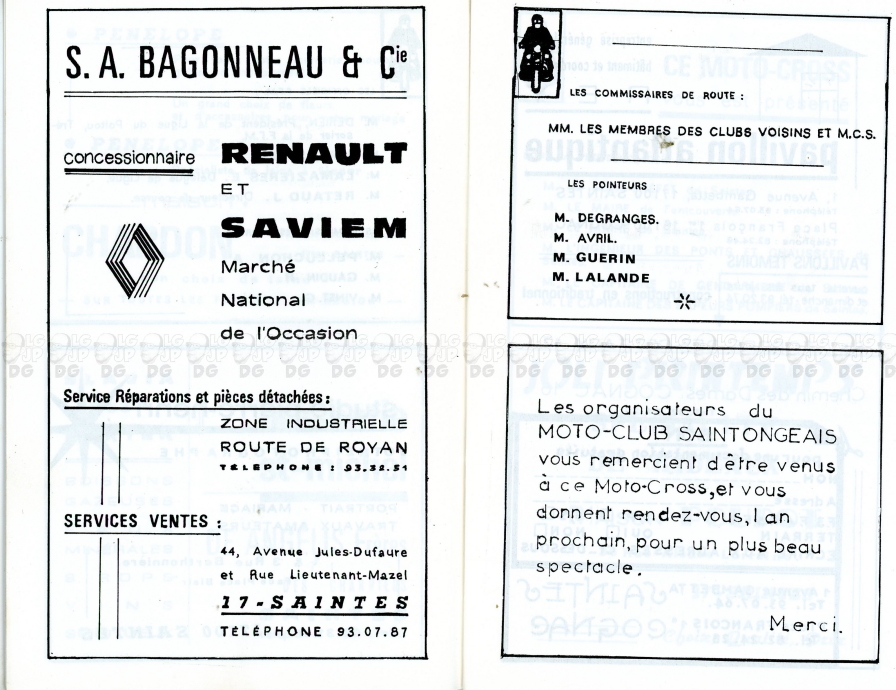 S. A. BAGONNEAU & Cie
concessionnaire RENAULT
ET
SAVIEM
Marché
National
de l'Occasion
Service Réparations et pièces détachées :
ZONE INDUSTRIELLE
ROUTE DE ROYAN
TELEPHONE : 93.32.51
SERVICES VENTES :
44, Avenue Jules-Dufaure
et Rue Lieutenant-Mazel
17-SAINTES
TÉLÉPHONE 93.07.87
LES COMMISSAIRES DE ROUTE :
MM. LES MEMBRES DES CLUBS VOISINS ET M.C.S.
LES POINTEURS
M. DEGRANGES.
M. AVRIL.
M. GUERIN
M. LALANDE
Les organisateurs du
MOTO-CLUB SAINTONGEAIS
vous remercient d'être venus
à ce Moto-Cross, et vous
donnent rendez-vous, l an
prochain, pour un plus beau
spectacle.
Merci.